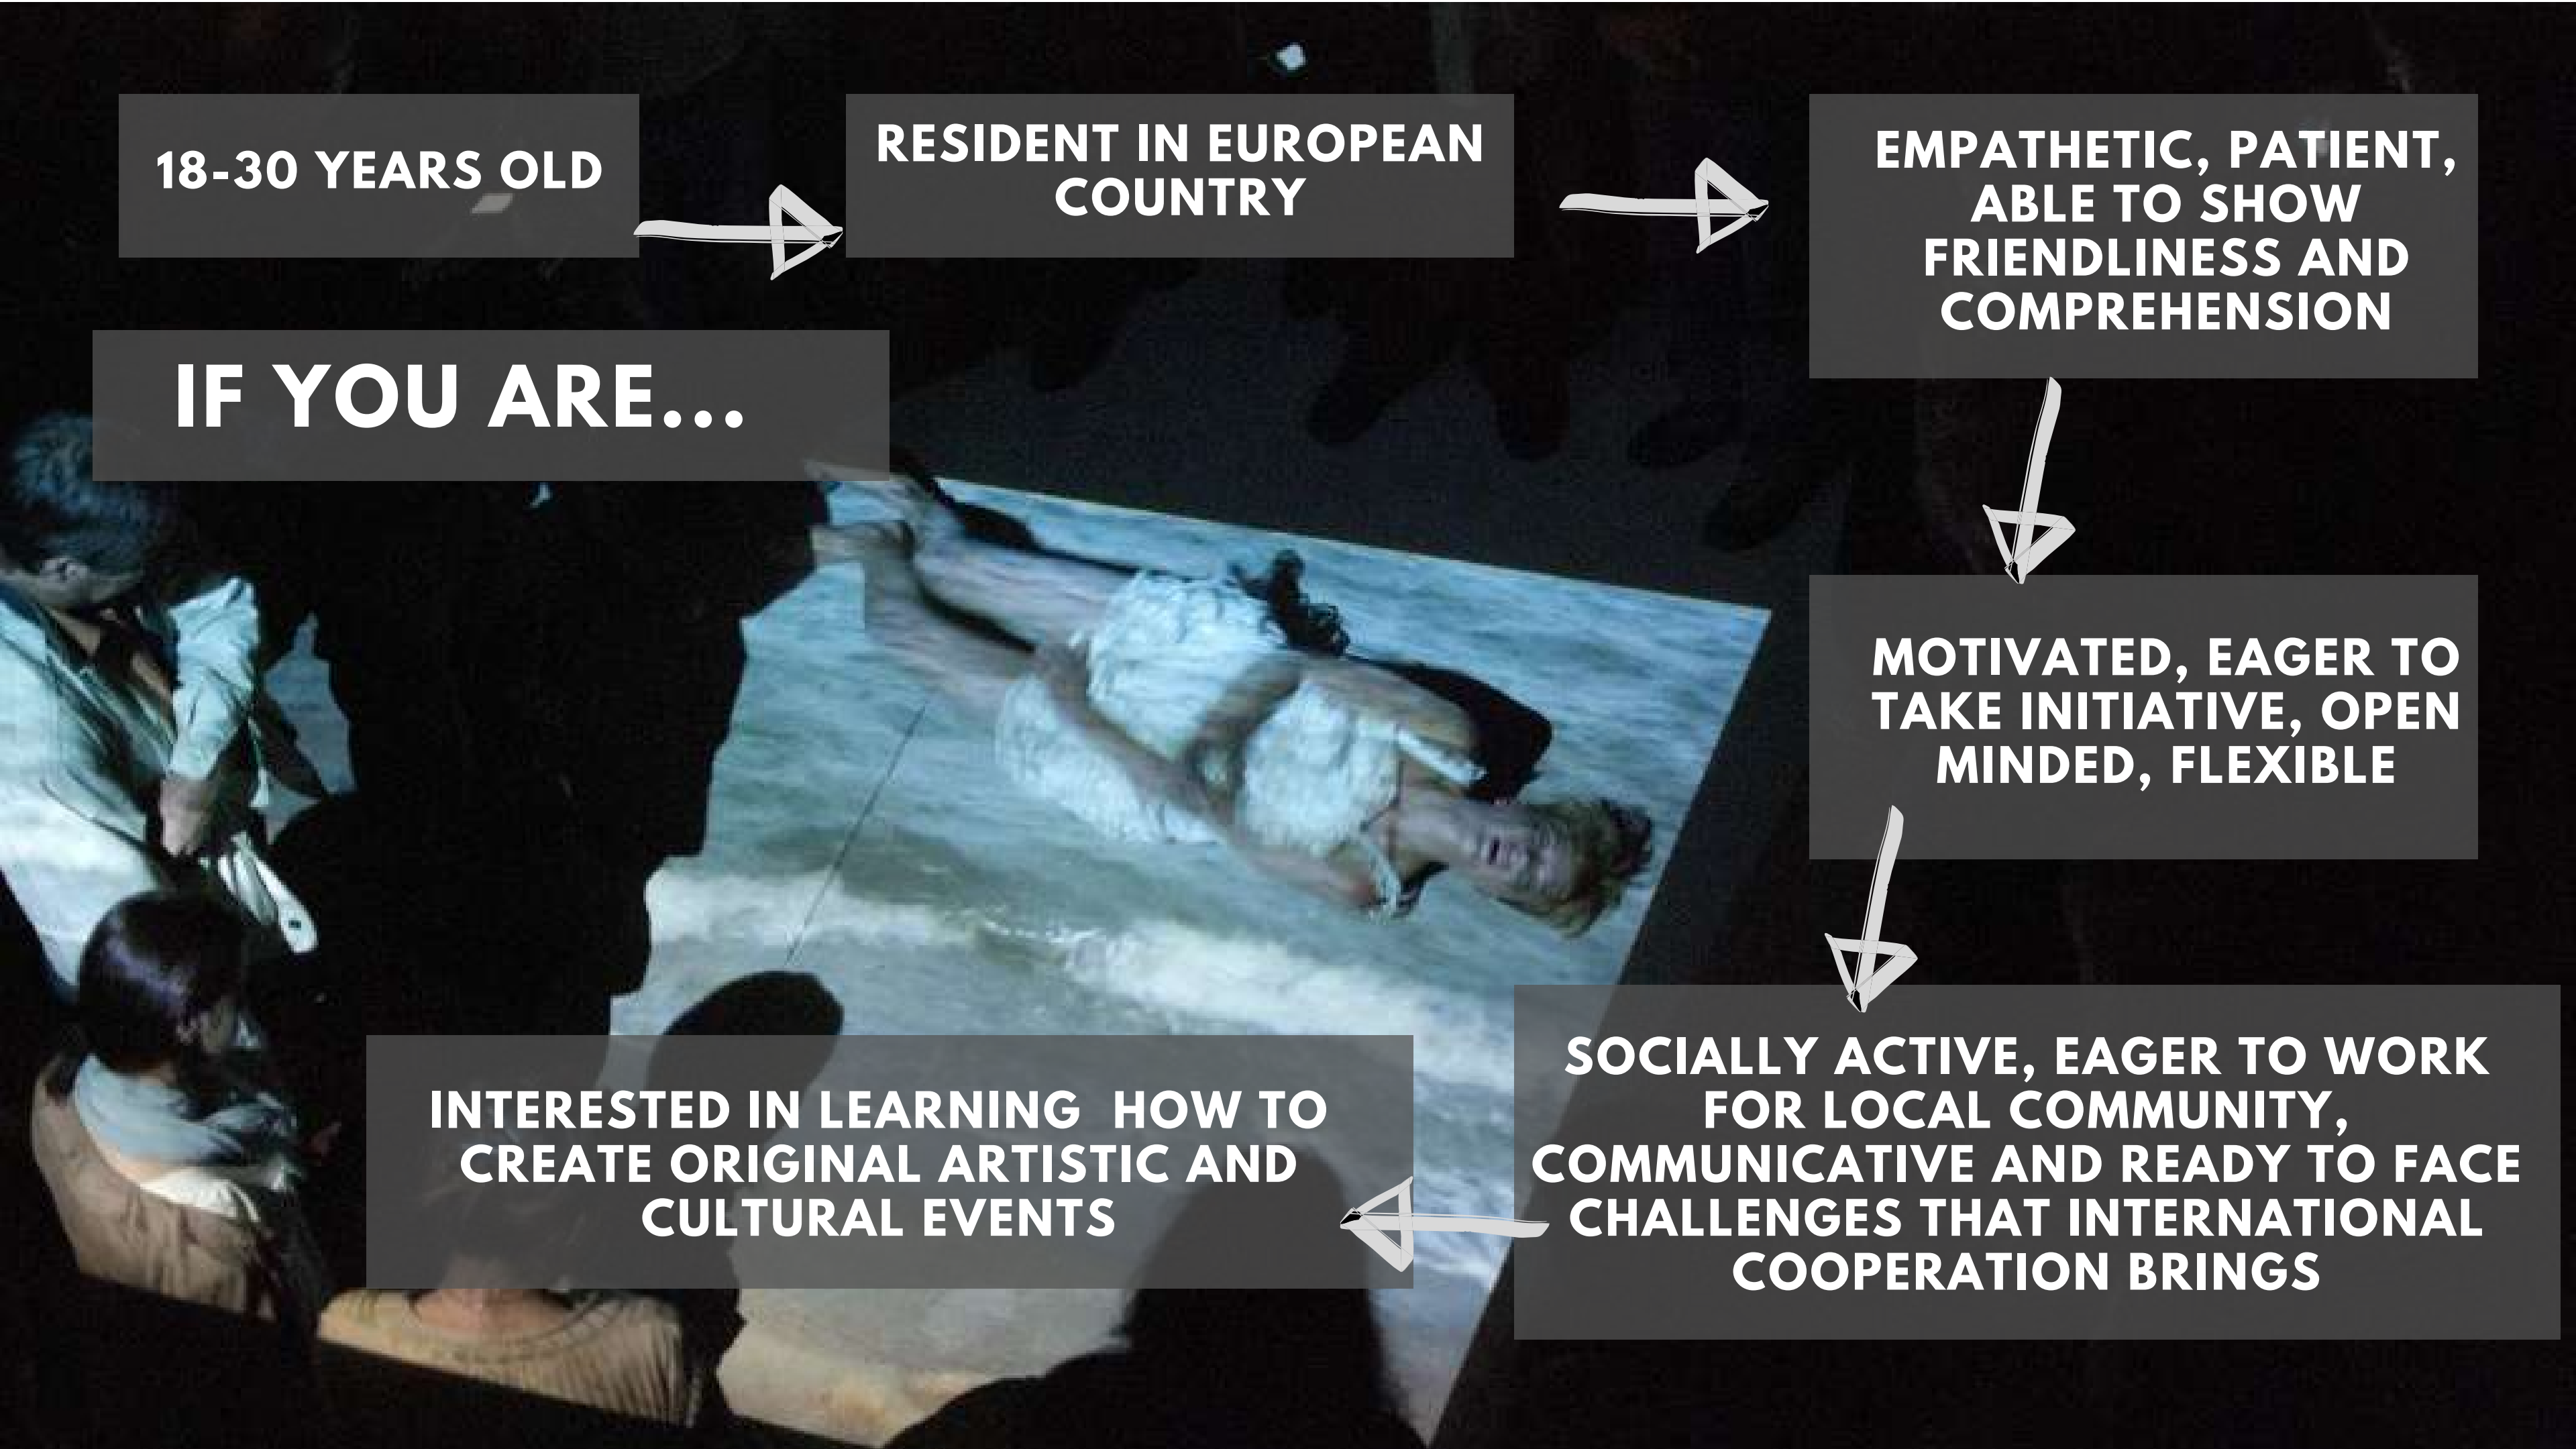 18-30 YEARS OLD
RESIDENT IN EUROPEAN
COUNTRY
EMPATHETIC, PATIENT,
ABLE TO SHOW
FRIENDLINESS AND
COMPREHENSION
IF YOU ARE...
MOTIVATED, EAGER TO
TAKE INITIATIVE, OPEN
MINDED, FLEXIBLE
SOCIALLY ACTIVE, EAGER TO WORK
FOR LOCAL COMMUNITY,
COMMUNICATIVE AND READY TO FACE
CHALLENGES THAT INTERNATIONAL
COOPERATION BRINGS
INTERESTED IN LEARNING  HOW TO
CREATE ORIGINAL ARTISTIC AND
CULTURAL EVENTS